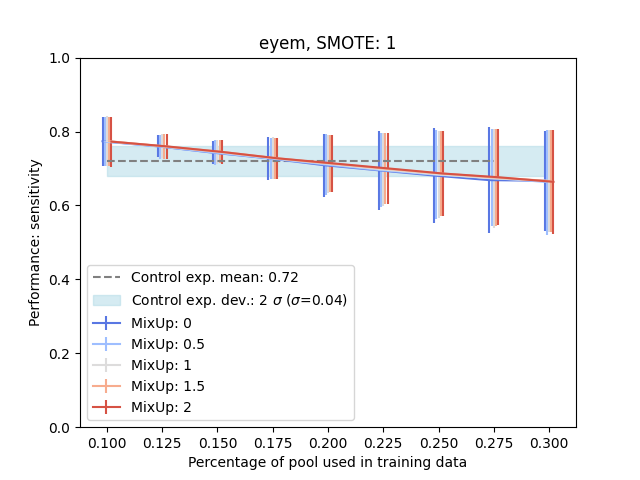 eyem, SMOTE: 1
1.0
0.8
0.6
0.4
0.2
0.0
Performance: sensitivity
Control exp. mean: 0.72
Control exp. dev.: 2 σ (σ=0.04)
MixUp: 0
MixUp: 0.5
MixUp: 1
MixUp: 1.5
MixUp: 2
0.100 0.125 0.150 0.175 0.200 0.225 0.250 0.275 0.300
Percentage of pool used in training data